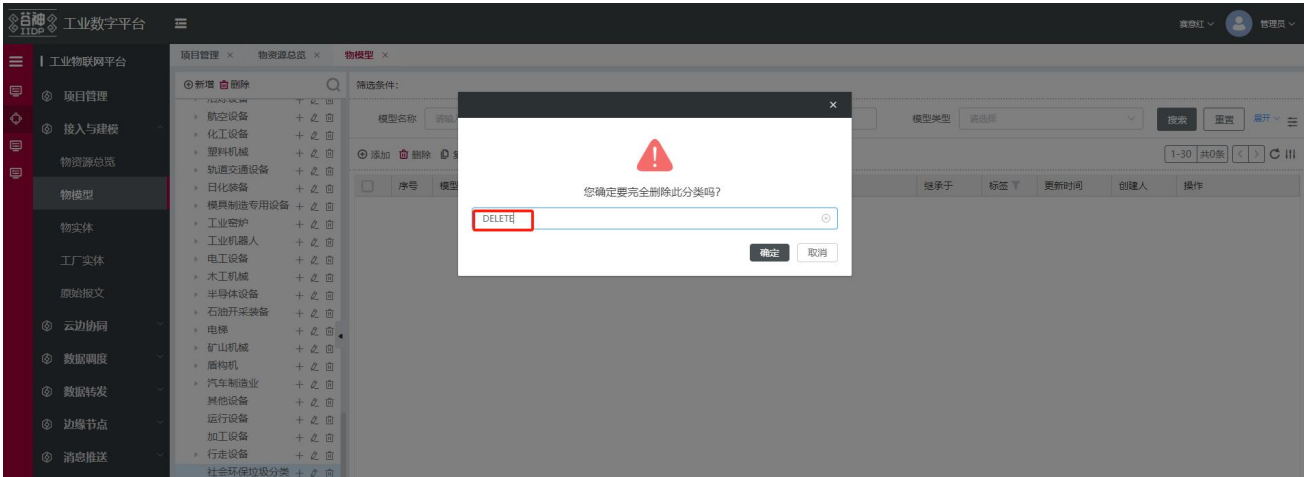 谷神 IIDP 工业数字平台
管理员
工业物联网平台
项目管理
接入与建模
物资源总览
物模型
物实体
工厂实体
原始报文
云边协同
数据调度
数据转发
边缘节点
消息推送
项目管理 × 物资源总览 × 物模型 ×
新增 删除
航空设备
化工设备
塑料机械
轨道交通设备
日化装备
模具制造专用设备
工业窑炉
工业机器人
电工设备
木工机械
半导体设备
石油开采装备
电梯
矿山机械
盾构机
汽车制造业
其他设备
运行设备
加工设备
行走设备
社会环保垃圾分类
筛选条件:
模型名称 请输入
模型类型 请选择
搜索 重置 展开
添加 删除
1-30 共0条 < >
序号 模型 继承于 标签 更新时间 创建人 操作
×
您确定要完全删除此分类吗?
DELETE
确定 取消